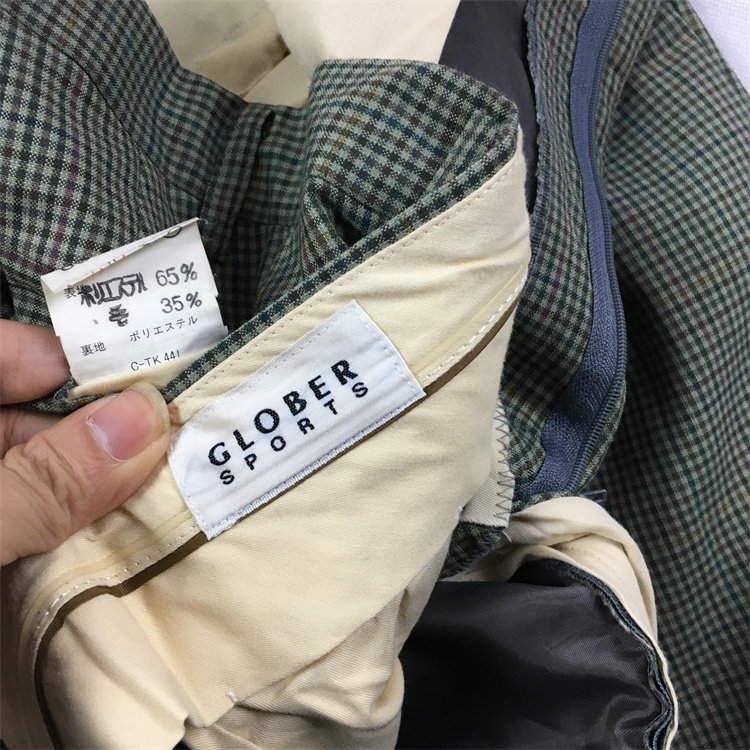 表地 ポリエステル 65%
毛 35%
裏地 ポリエステル
C-TK 441
GLOBER
SPORTS